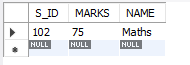 S_ID MARKS NAME
102 75 Maths
NULL NULL NULL